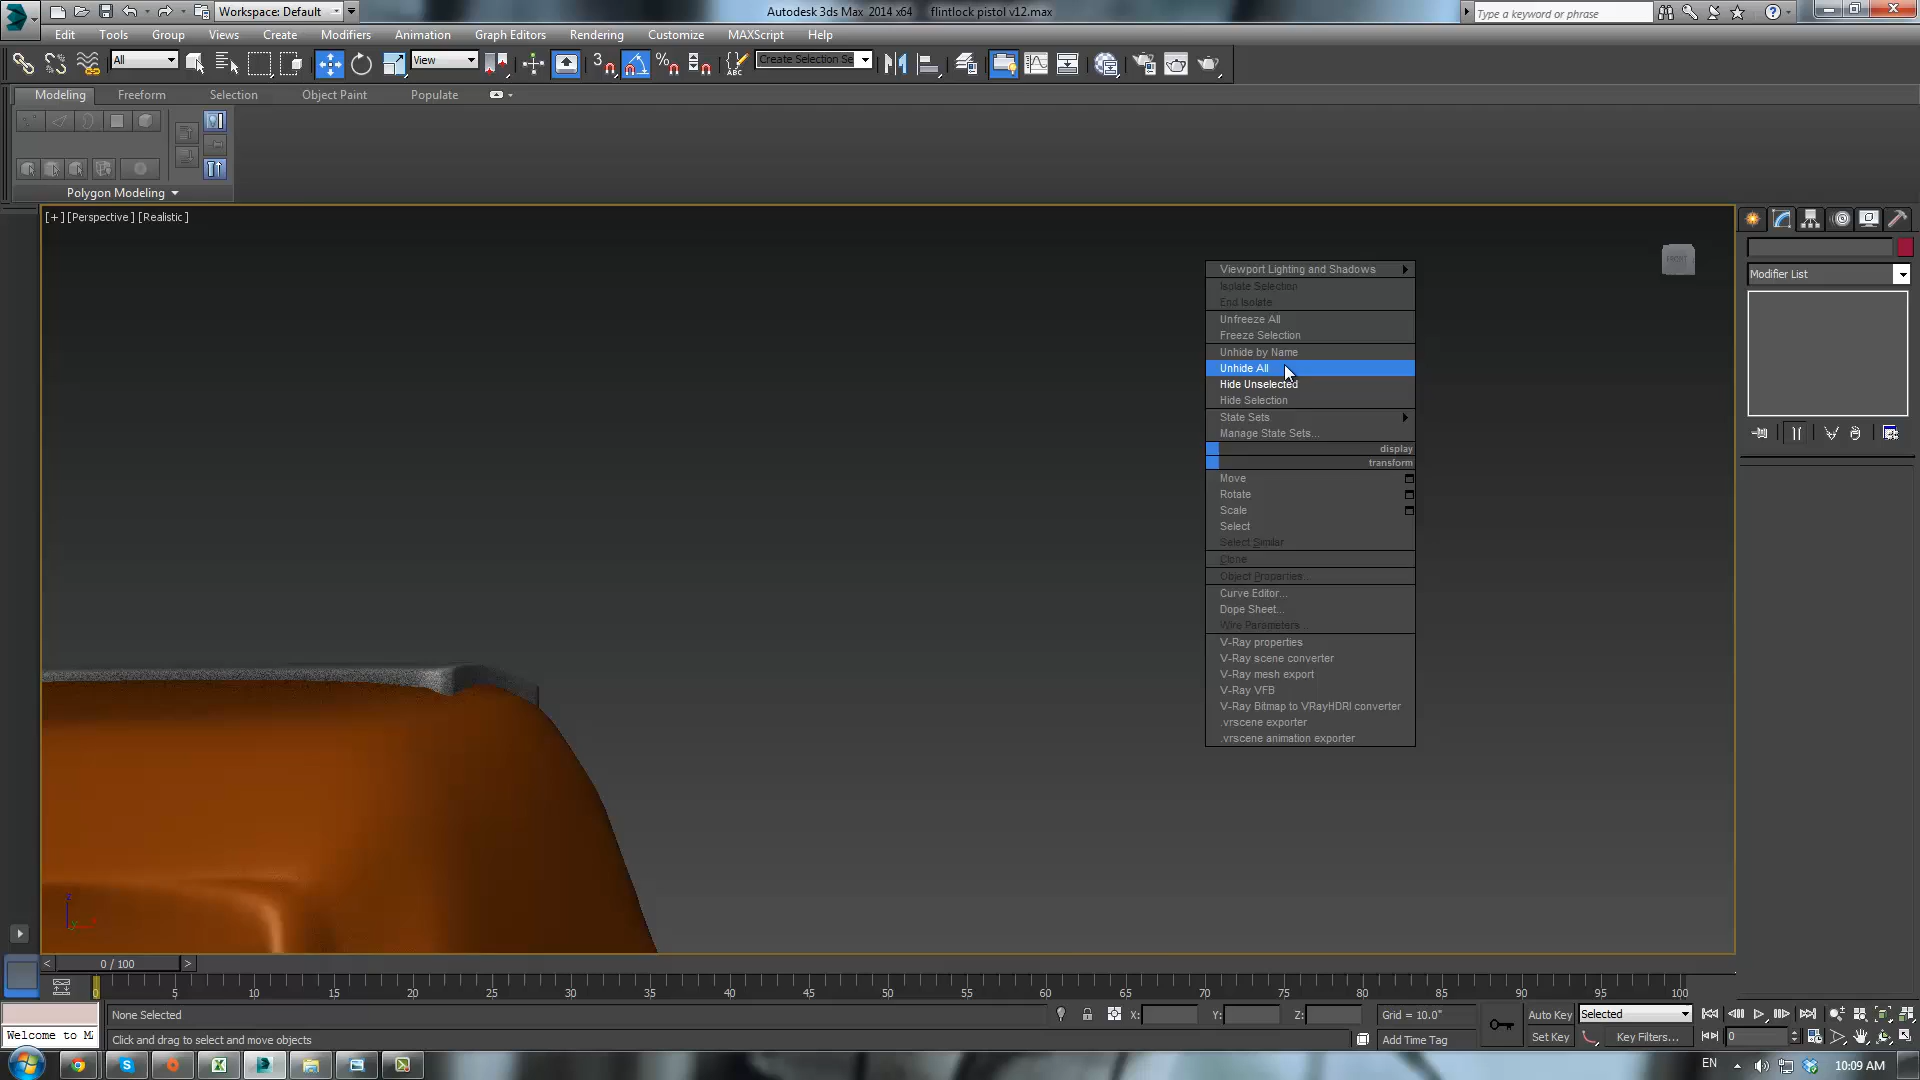 Workspace: Default
Autodesk 3ds Max 2014 x64 flintlock pistol v12.max
Type a keyword or phrase
Edit Tools Group Views Create Modifiers Animation Graph Editors Rendering Customize MAXScript Help
All
View
3
Create Selection Se
Modeling Freeform Selection Object Paint Populate
Polygon Modeling
[+] [Perspective] [Realistic]
FRONT
Modifier List
Viewport Lighting and Shadows
Isolate Selection
End Isolate
Unfreeze All
Freeze Selection
Unhide by Name
Unhide All
Hide Unselected
Hide Selection
State Sets
Manage State Sets...
display
transform
Move
Rotate
Scale
Select
Select Similar
Clone
Object Properties...
Curve Editor...
Dope Sheet...
Wire Parameters...
V-Ray properties
V-Ray scene converter
V-Ray mesh export
V-Ray VFB
V-Ray Bitmap to VRayHDRI converter
.vrscene exporter
.vrscene animation exporter
0 / 100
0 5 10 15 20 25 30 35 40 45 50 55 60 65 70 75 80 85 90 95 100
None Selected
X: Y: Z: Grid = 10.0"
Auto Key Selected
Welcome to M
Click and drag to select and move objects
Add Time Tag
Set Key Key Filters... 0
EN 10:09 AM